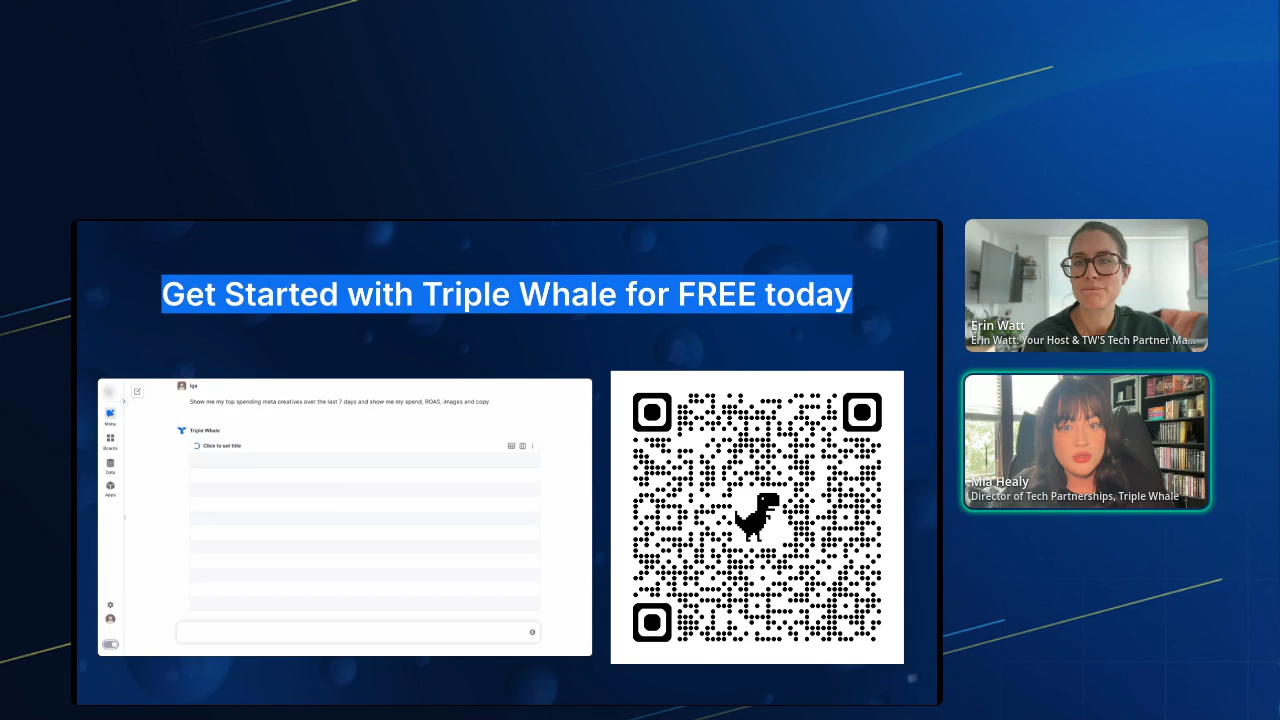 Get Started with Triple Whale for FREE today
Iga
Show me my top spending meta creatives over the last 7 days and show me my spend, ROAS, images and copy
Triple Whale
Click to set title
Moby
Boards
Data
Apps
Erin Watt
Erin Watt: Your Host & TW'S Tech Partner Ma...
Mia Healy
Director of Tech Partnerships, Triple Whale